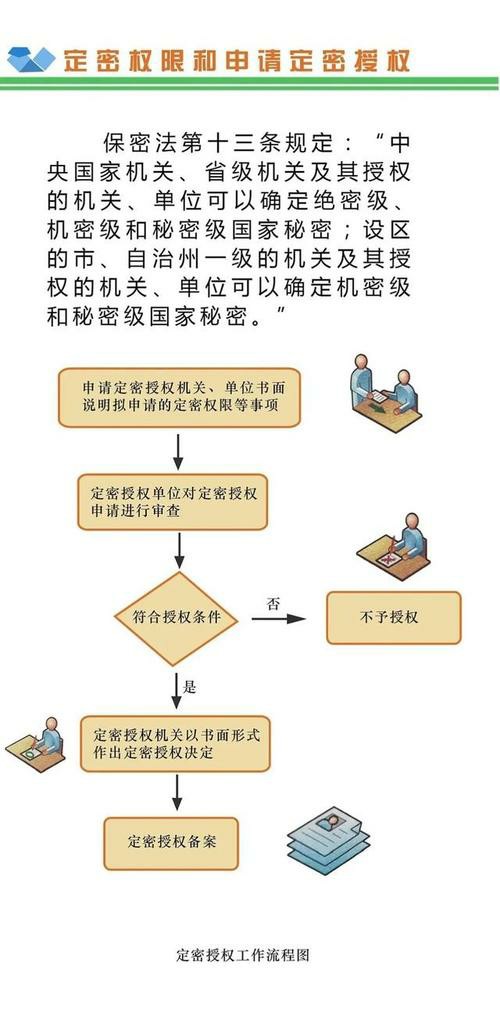 定密权限和申请定密授权
保密法第十三条规定：“中
央国家机关、省级机关及其授权
的机关、单位可以确定绝密级、
机密级和秘密级国家秘密；设区
的市、自治州一级的机关及其授
权的机关、单位可以确定机密级
和秘密级国家秘密。”
申请定密授权机关、单位书面
说明拟申请的定密权限等事项
定密授权单位对定密授权
申请进行审查
符合授权条件
否
不予授权
是
定密授权机关以书面形式
作出定密授权决定
定密授权备案
定密授权工作流程图